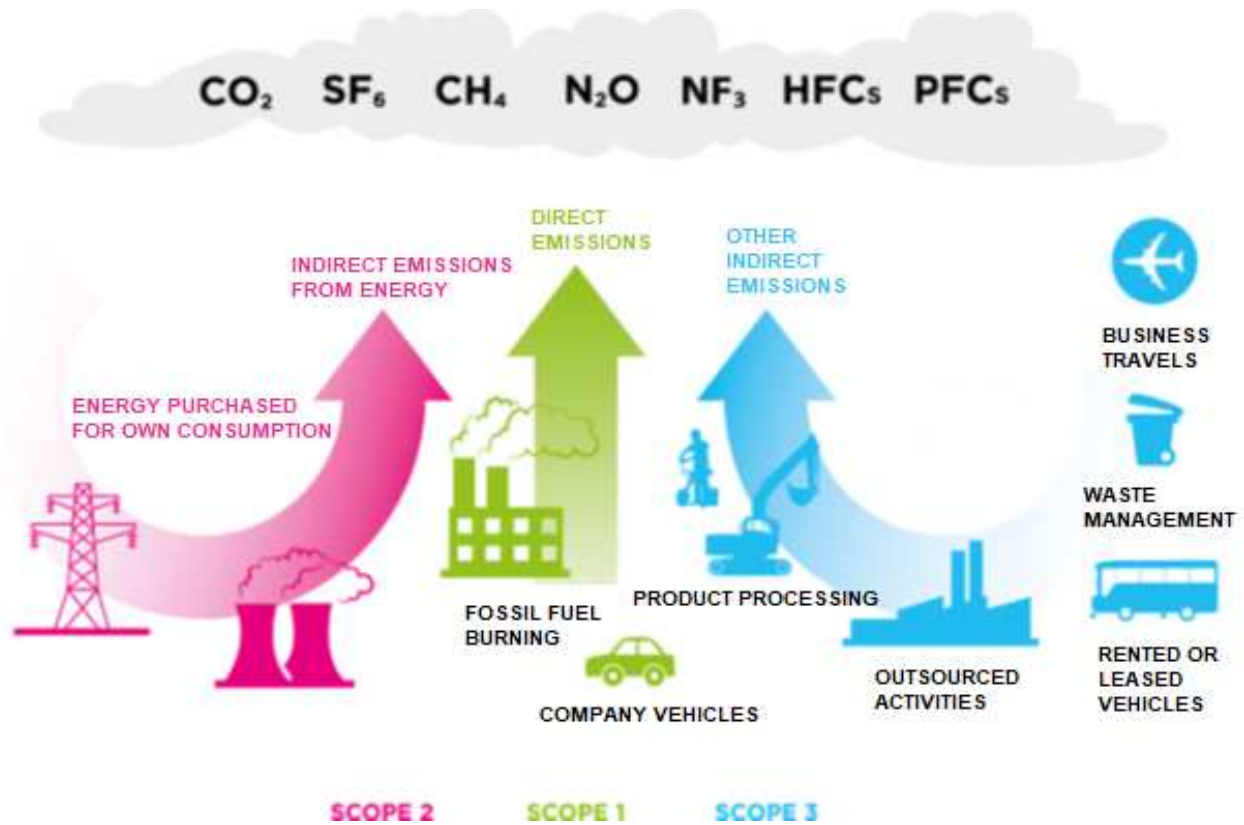 CO₂ SF₆ CH₄ N₂O NF₃ HFCs PFCs
DIRECT
EMISSIONS
INDIRECT EMISSIONS
FROM ENERGY
OTHER
INDIRECT
EMISSIONS
ENERGY PURCHASED
FOR OWN CONSUMPTION
BUSINESS
TRAVELS
WASTE
MANAGEMENT
FOSSIL FUEL
BURNING
PRODUCT PROCESSING
COMPANY VEHICLES
OUTSOURCED
ACTIVITIES
RENTED OR
LEASED
VEHICLES
SCOPE 2 SCOPE 1 SCOPE 3